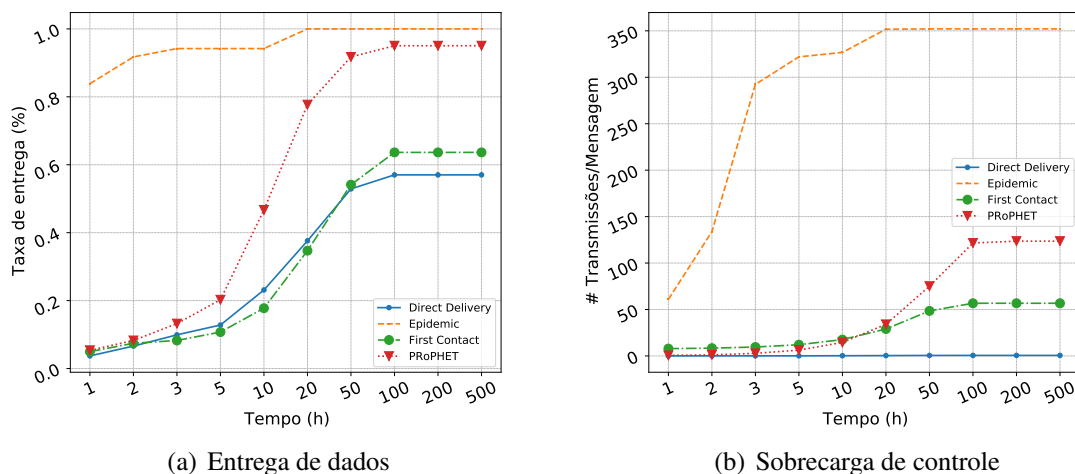 1.0
0.8
0.6
0.4
0.2
0.0
Taxa de entrega (%)
Direct Delivery
Epidemic
First Contact
PRoPHET
1 2 3 5 10 20 50 100 200 500
Tempo (h)
(a) Entrega de dados
350
300
250
200
150
100
50
0
# Transmissões/Mensagem
Direct Delivery
Epidemic
First Contact
PRoPHET
1 2 3 5 10 20 50 100 200 500
Tempo (h)
(b) Sobrecarga de controle